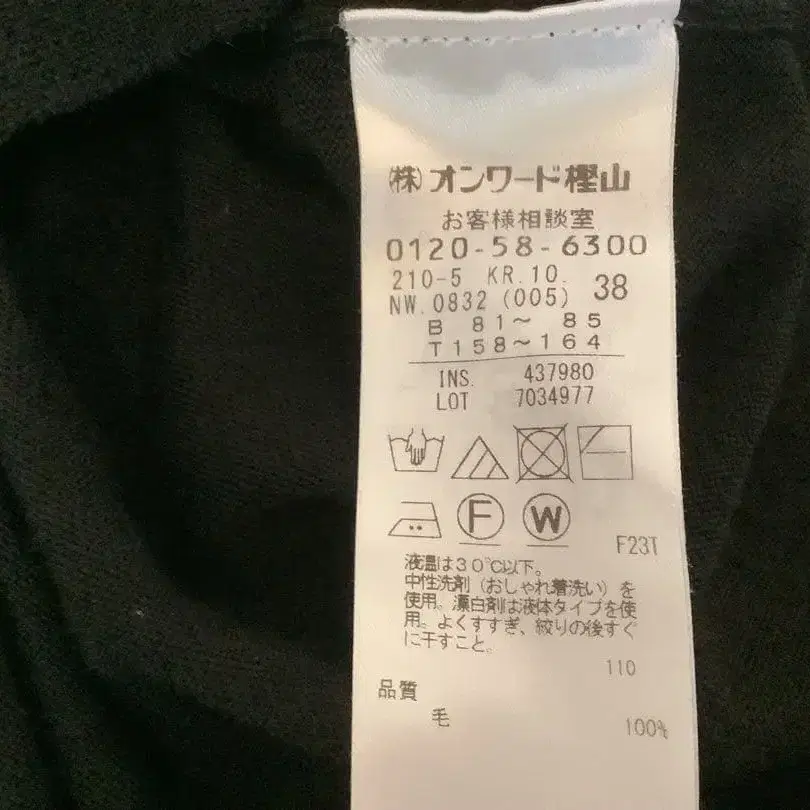 (株)オンワード樫山
お客様相談室
0120-58-6300
210-5 KR.10.
NW.0832 (005) 38
B 81~ 85
T158~164
INS. 437980
LOT 7034977
F W
F23T
液温は30℃以下。
中性洗剤(おしゃれ着洗い)を
使用。漂白剤は液体タイプを使
用。よくすすぎ、絞りの後すぐ
に干すこと。
110
品質
毛 100%